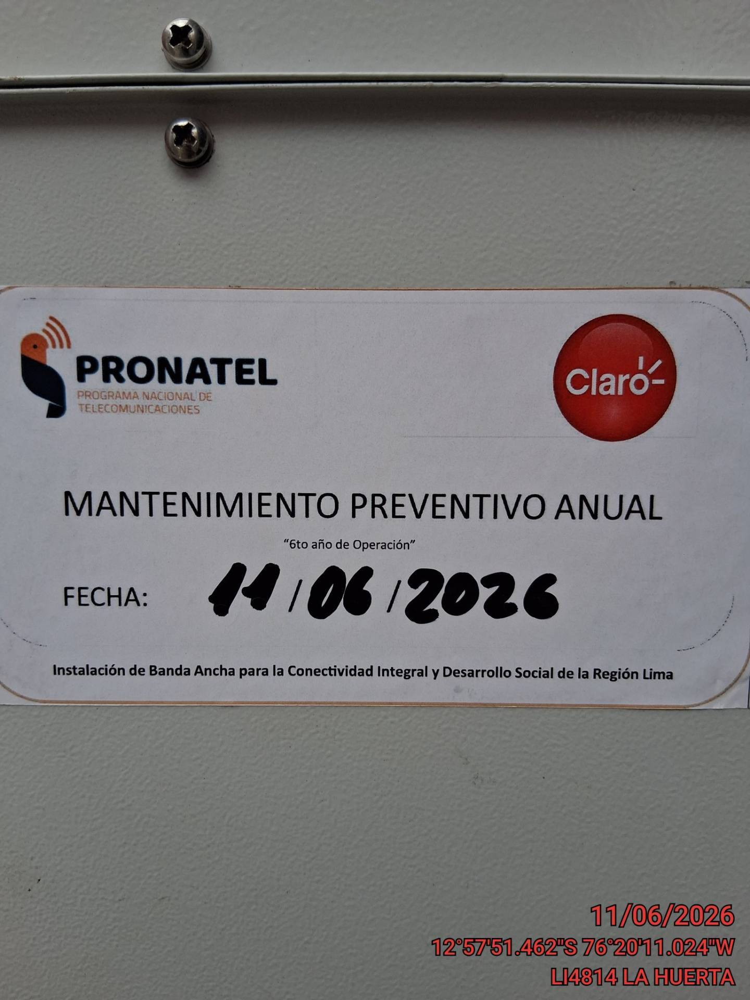 PRONATEL
PROGRAMA NACIONAL DE
TELECOMUNICACIONES
Claro
MANTENIMIENTO PREVENTIVO ANUAL
“6to año de Operación”
FECHA: 11/06/2026
Instalación de Banda Ancha para la Conectividad Integral y Desarrollo Social de la Región Lima
11/06/2026
12°57'51.462"S 76°20'11.024"W
LI4814 LA HUERTA